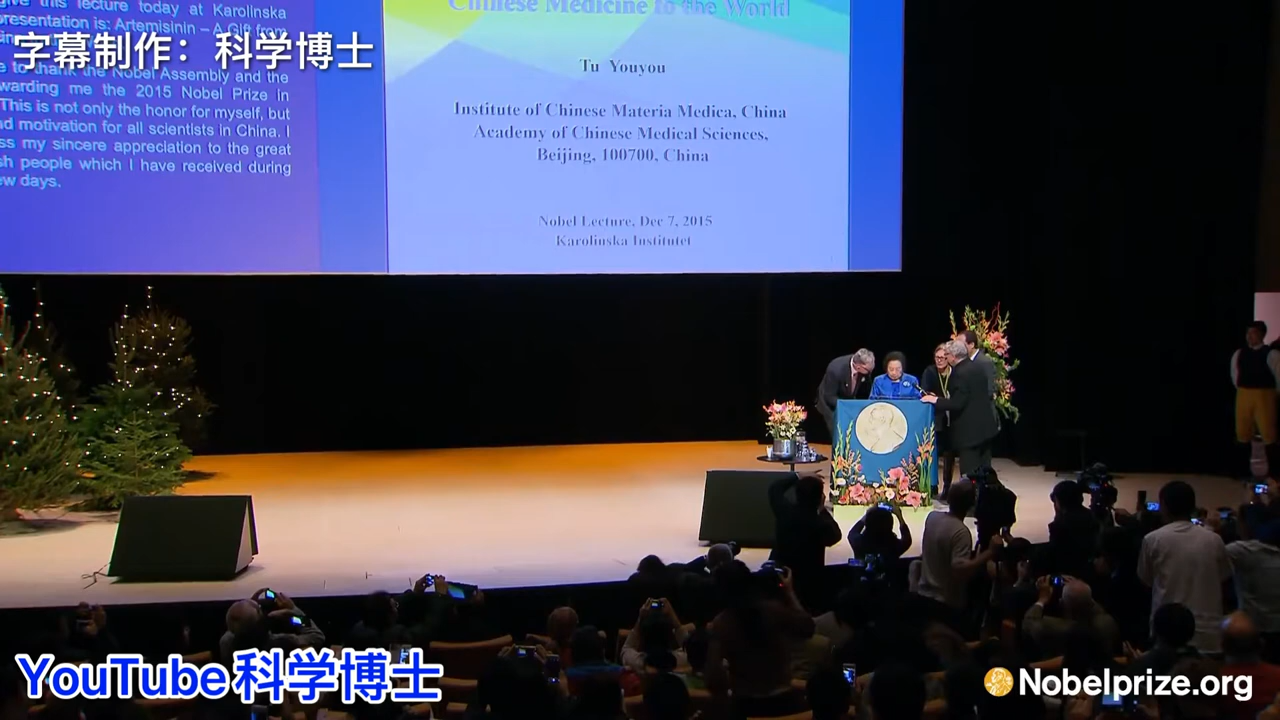 give this lecture today at Karolinska
presentation is: Artemisinin – A Gift from
字幕制作：科学博士
to thank the Nobel Assembly and the
warding me the 2015 Nobel Prize in
This is not only the honor for myself, but
motivation for all scientists in China. I
my sincere appreciation to the great
people which I have received during
days.
Chinese Medicine to the World
Tu Youyou
Institute of Chinese Materia Medica, China
Academy of Chinese Medical Sciences,
Beijing, 100700, China
Nobel Lecture, Dec 7, 2015
Karolinska Institutet
YouTube科学博士
Nobelprize.org